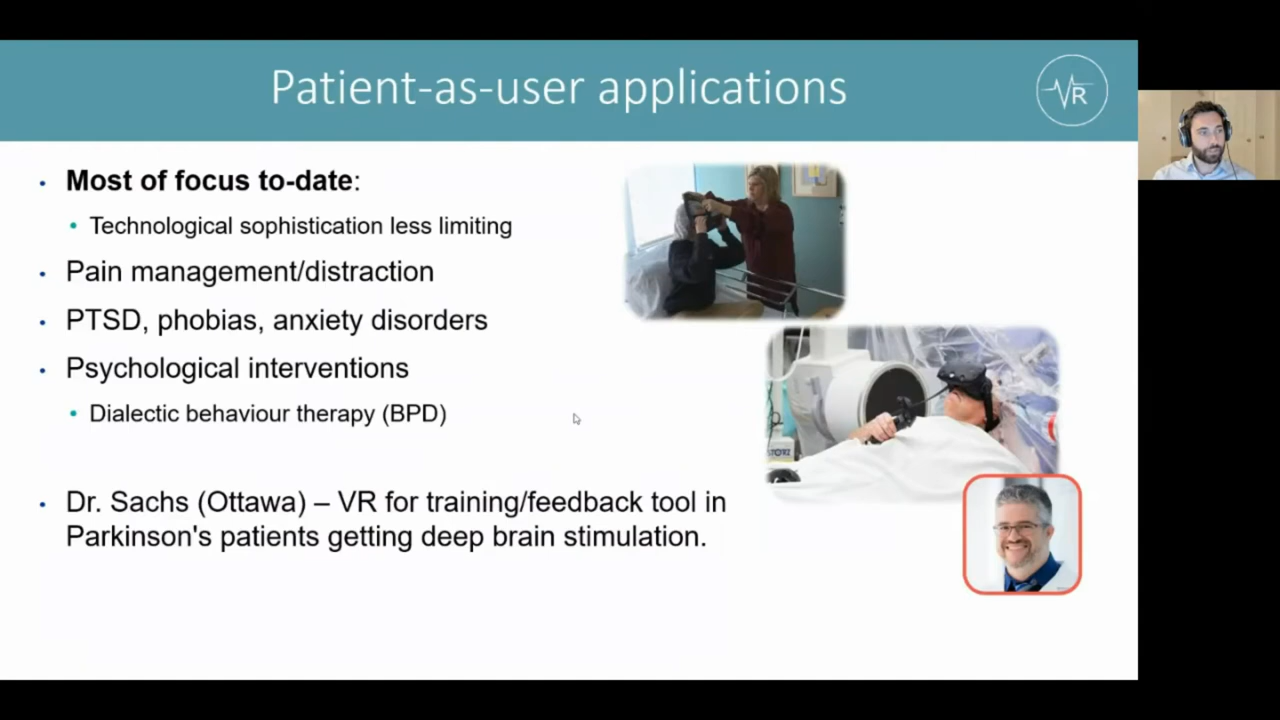 Patient-as-user applications
VR
• Most of focus to-date:
• Technological sophistication less limiting
• Pain management/distraction
• PTSD, phobias, anxiety disorders
• Psychological interventions
• Dialectic behaviour therapy (BPD)
STORZ
• Dr. Sachs (Ottawa) – VR for training/feedback tool in
Parkinson's patients getting deep brain stimulation.